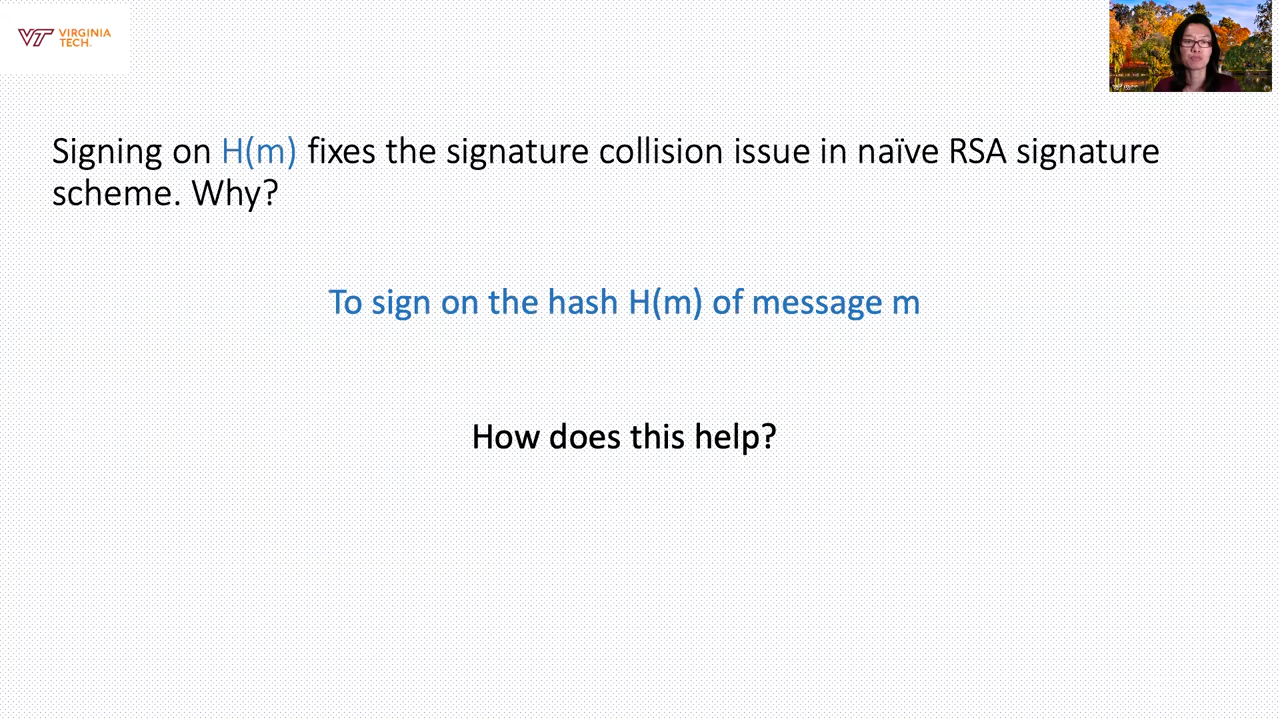 VT VIRGINIA
TECH.
Signing on H(m) fixes the signature collision issue in naïve RSA signature
scheme. Why?
To sign on the hash H(m) of message m
How does this help?